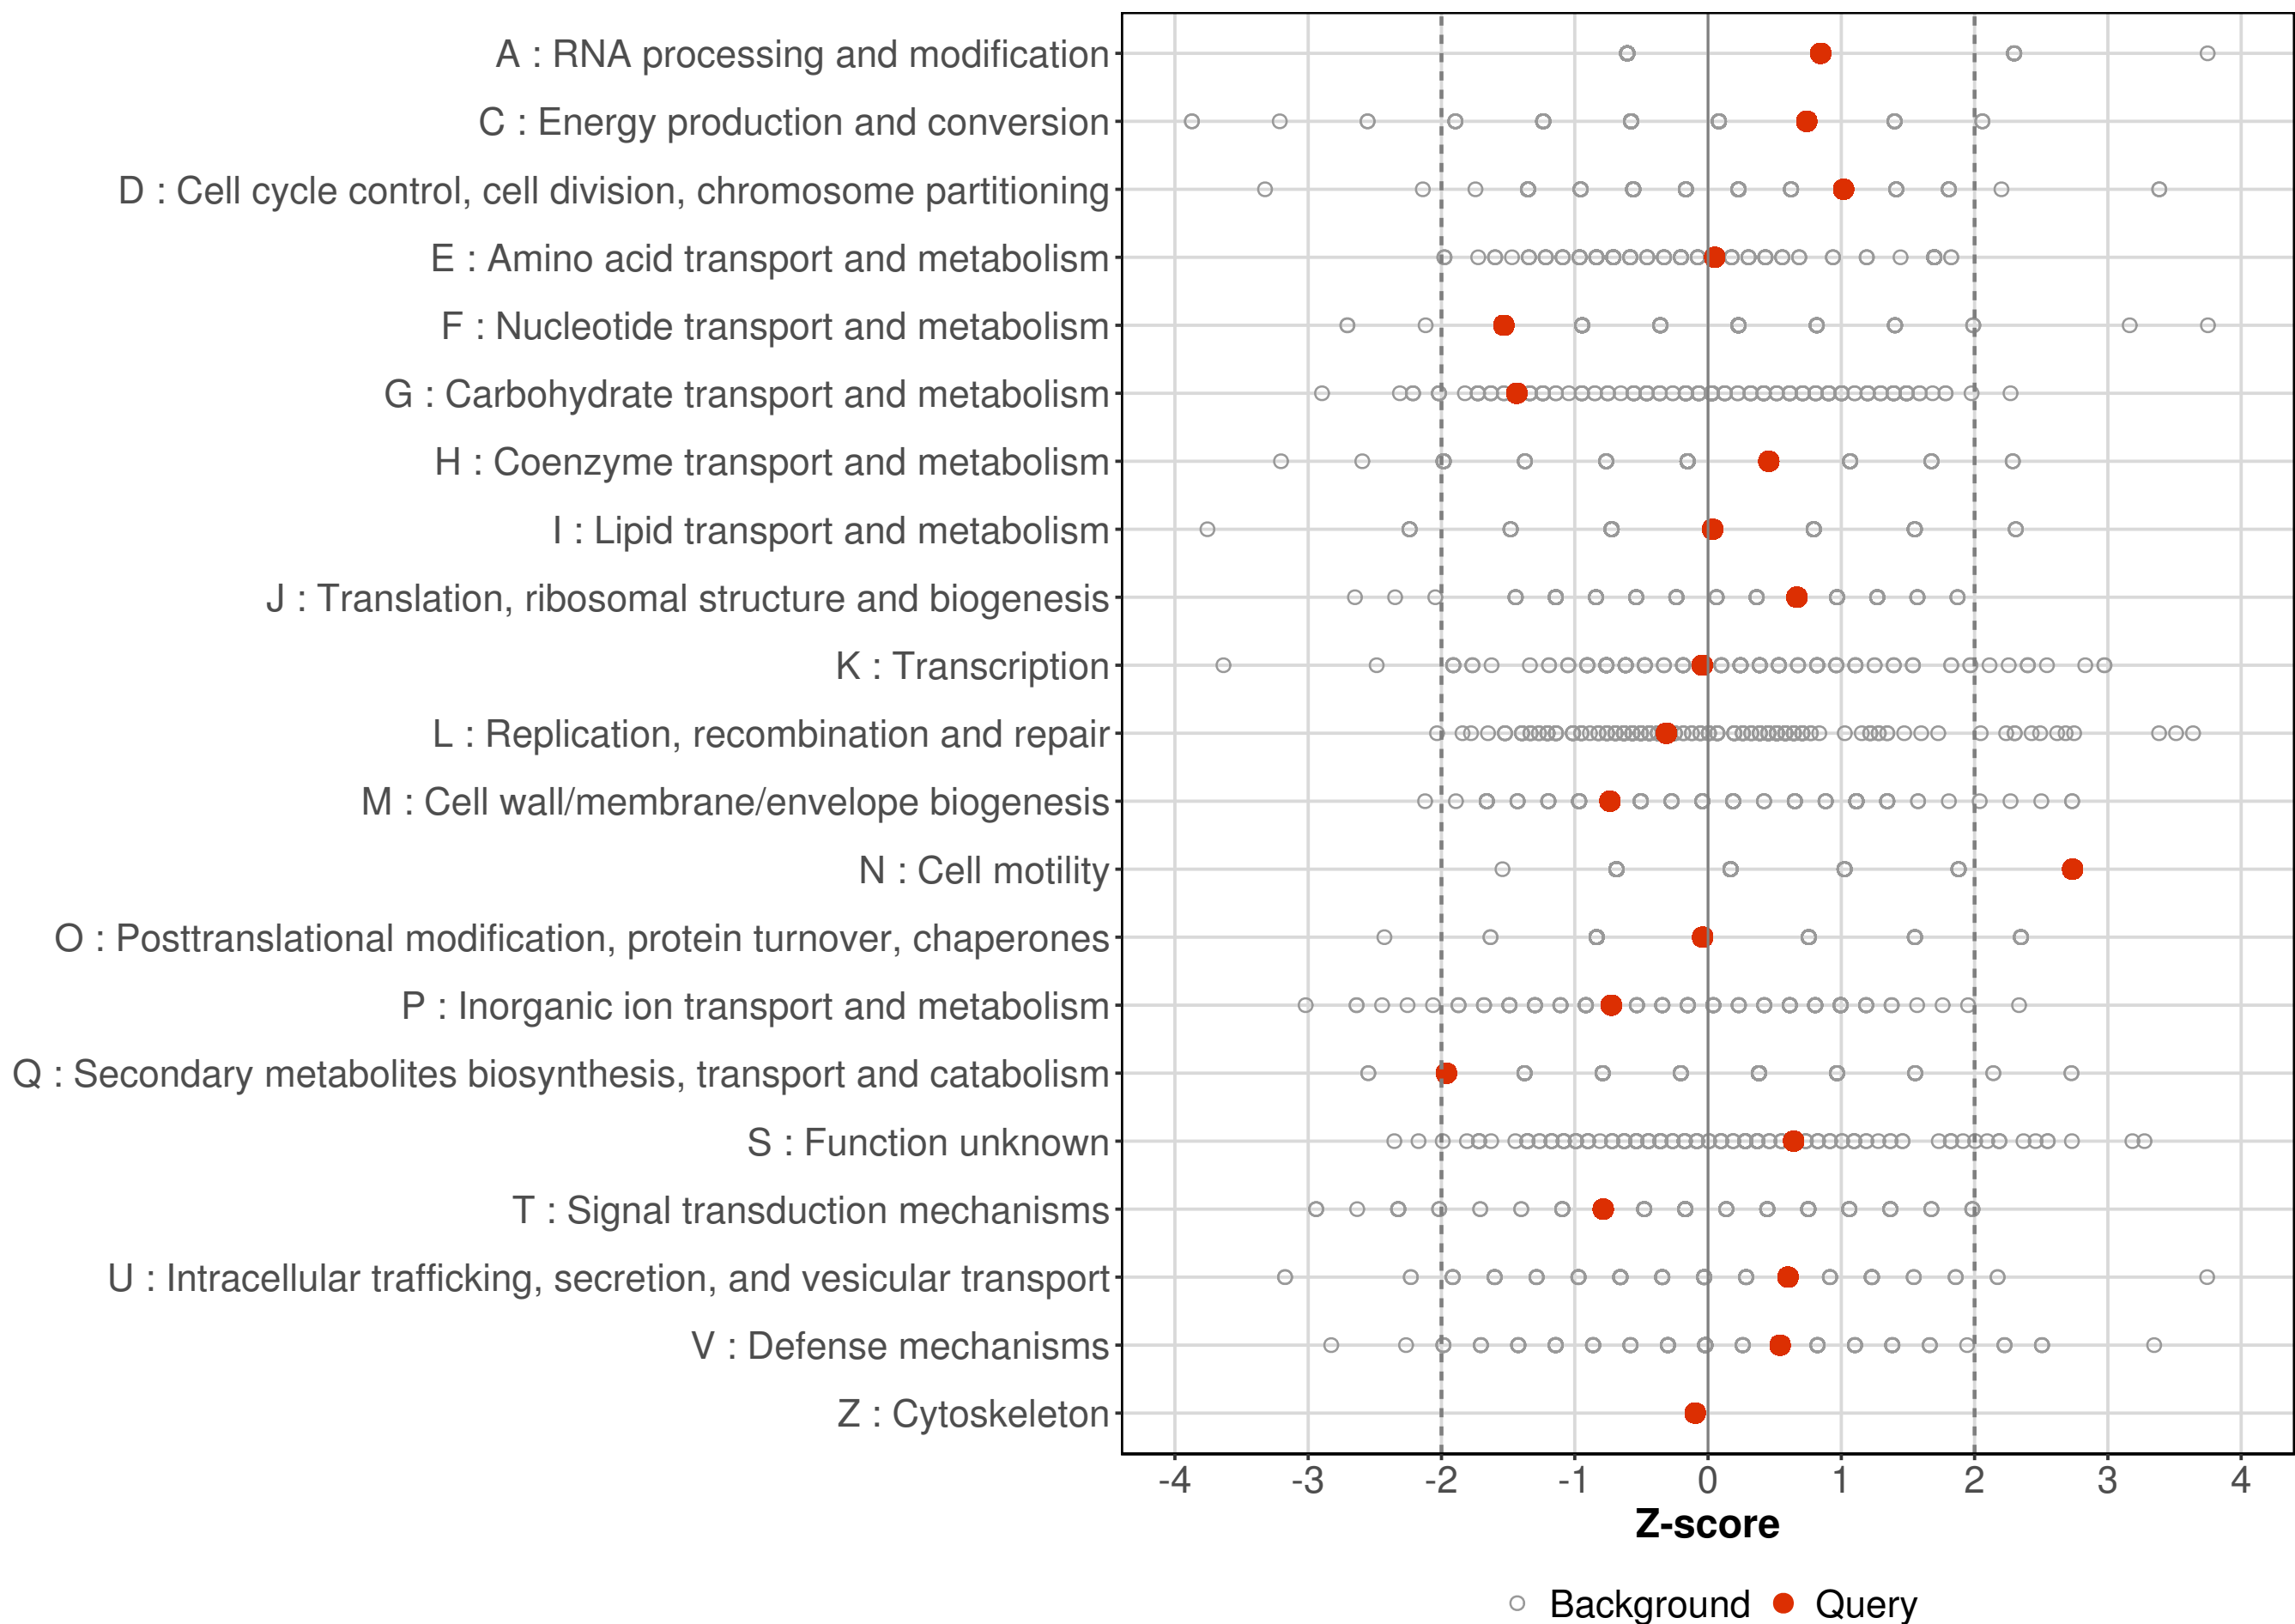 A : RNA processing and modification
C : Energy production and conversion
D : Cell cycle control, cell division, chromosome partitioning
E : Amino acid transport and metabolism
F : Nucleotide transport and metabolism
G : Carbohydrate transport and metabolism
H : Coenzyme transport and metabolism
I : Lipid transport and metabolism
J : Translation, ribosomal structure and biogenesis
K : Transcription
L : Replication, recombination and repair
M : Cell wall/membrane/envelope biogenesis
N : Cell motility
O : Posttranslational modification, protein turnover, chaperones
P : Inorganic ion transport and metabolism
Q : Secondary metabolites biosynthesis, transport and catabolism
S : Function unknown
T : Signal transduction mechanisms
U : Intracellular trafficking, secretion, and vesicular transport
V : Defense mechanisms
Z : Cytoskeleton
-4 -3 -2 -1 0 1 2 3 4
Z-score
Background Query